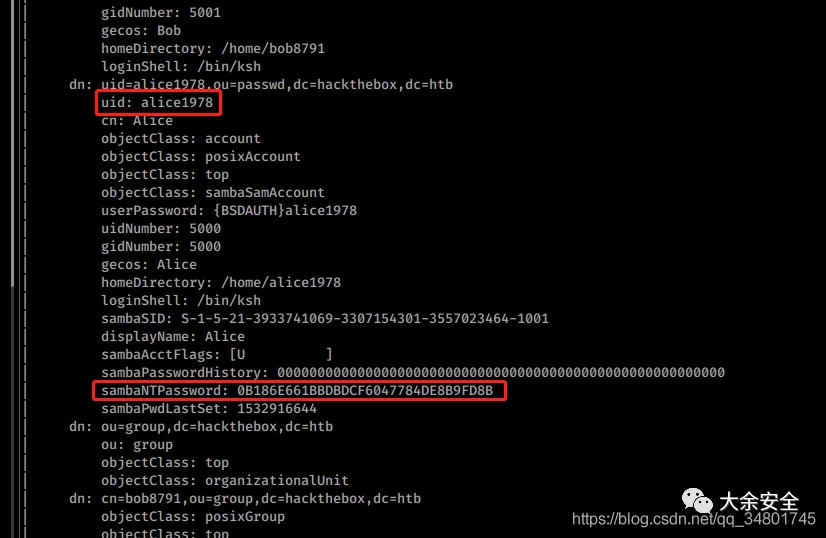 gidNumber: 5001
gecos: Bob
homeDirectory: /home/bob8791
loginShell: /bin/ksh
dn: uid=alice1978,ou=passwd,dc=hackthebox,dc=htb
uid: alice1978
cn: Alice
objectClass: account
objectClass: posixAccount
objectClass: top
objectClass: sambaSamAccount
userPassword: {BSDAUTH}alice1978
uidNumber: 5000
gidNumber: 5000
gecos: Alice
homeDirectory: /home/alice1978
loginShell: /bin/ksh
sambaSID: S-1-5-21-3933741069-3307154301-3557023464-1001
displayName: Alice
sambaAcctFlags: [U          ]
sambaPasswordHistory: 00000000000000000000000000000000000000000000000000000000
sambaNTPassword: 0B186E661BBDBDCF6047784DE8B9FD8B
sambaPwdLastSet: 1532916644
dn: ou=group,dc=hackthebox,dc=htb
ou: group
objectClass: top
objectClass: organizationalUnit
dn: cn=bob8791,ou=group,dc=hackthebox,dc=htb
objectClass: posixGroup
objectClass: top
大余安全
https://blog.csdn.net/qq_34801745